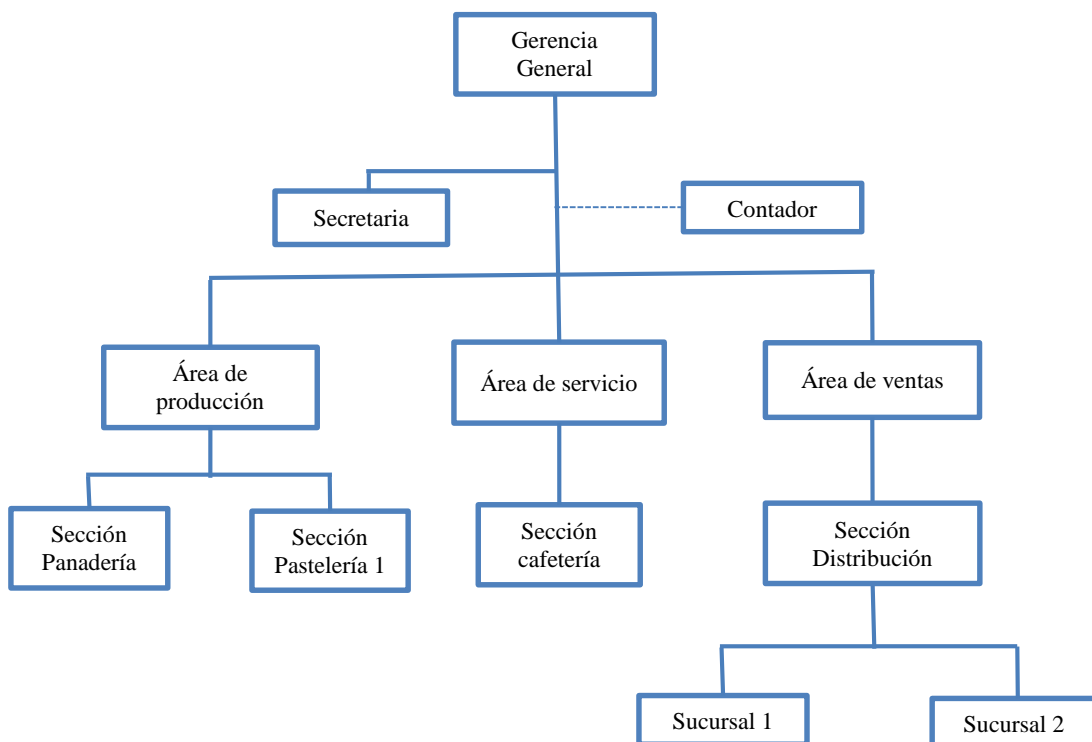 Gerencia
General
Secretaria
Contador
Área de
producción
Área de servicio
Área de ventas
Sección
Panadería
Sección
Pastelería 1
Sección
cafetería
Sección
Distribución
Sucursal 1
Sucursal 2